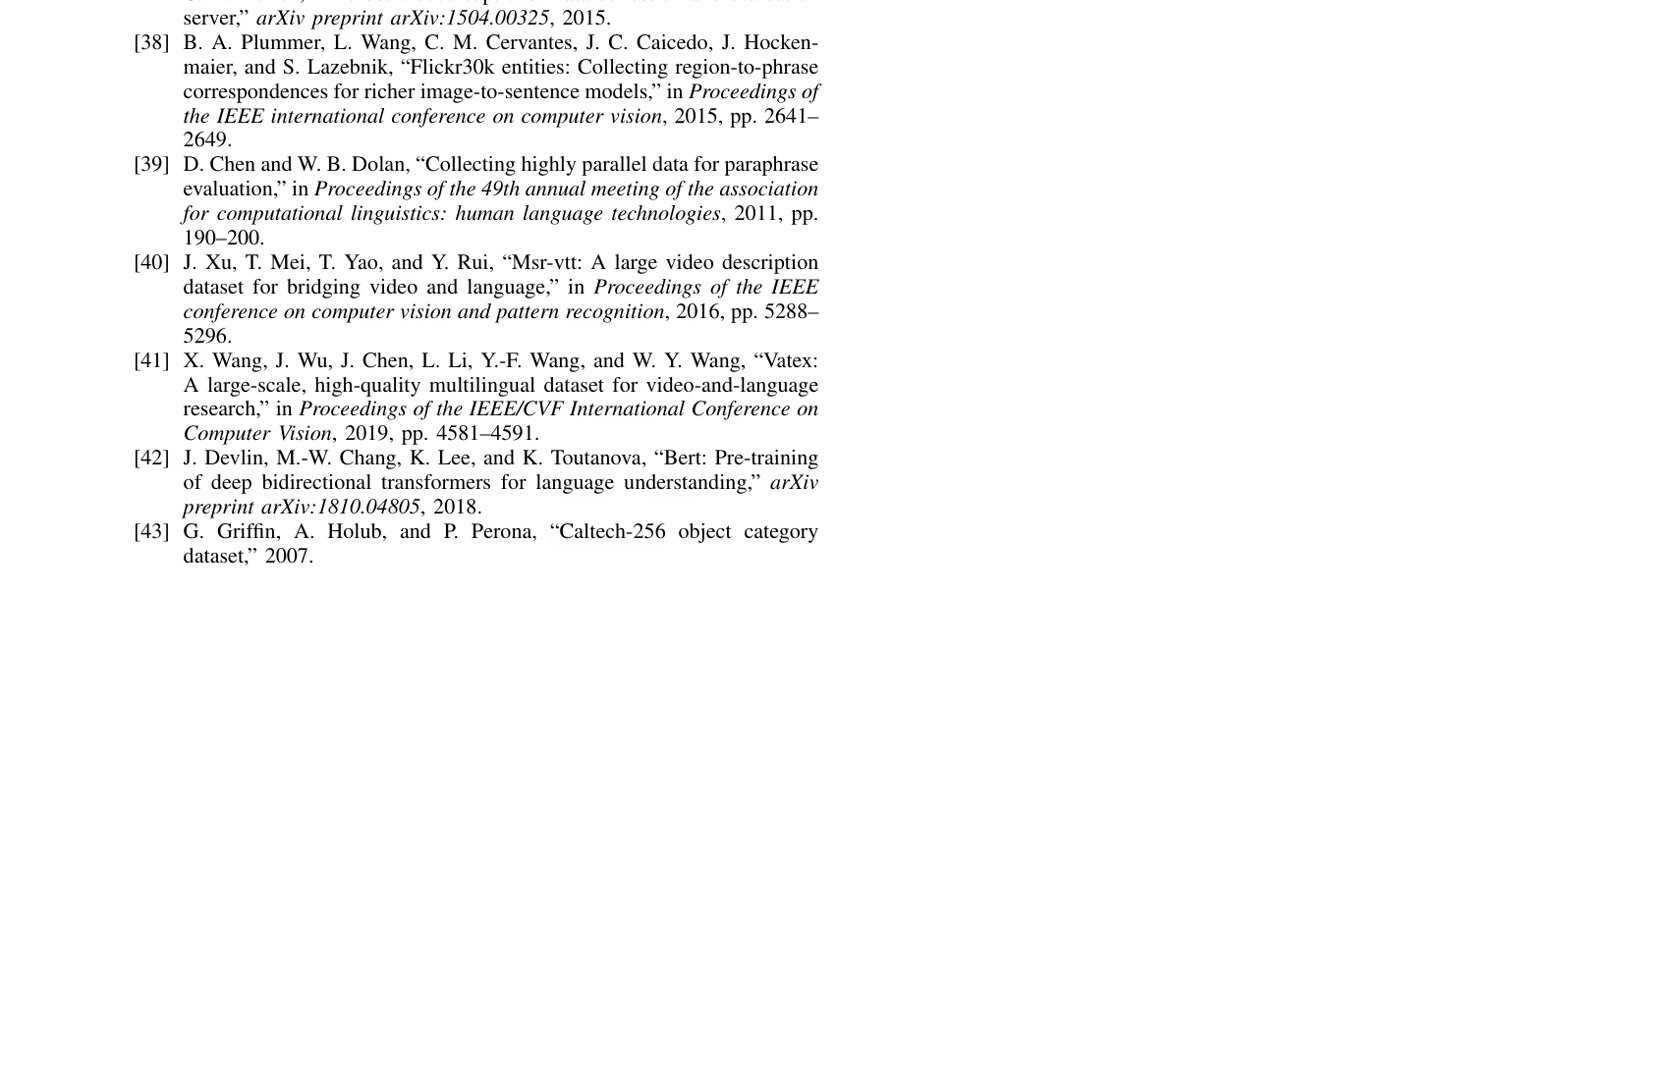 server,” arXiv preprint arXiv:1504.00325, 2015.
[38] B. A. Plummer, L. Wang, C. M. Cervantes, J. C. Caicedo, J. Hocken-
maier, and S. Lazebnik, “Flickr30k entities: Collecting region-to-phrase
correspondences for richer image-to-sentence models,” in Proceedings of
the IEEE international conference on computer vision, 2015, pp. 2641–
2649.
[39] D. Chen and W. B. Dolan, “Collecting highly parallel data for paraphrase
evaluation,” in Proceedings of the 49th annual meeting of the association
for computational linguistics: human language technologies, 2011, pp.
190–200.
[40] J. Xu, T. Mei, T. Yao, and Y. Rui, “Msr-vtt: A large video description
dataset for bridging video and language,” in Proceedings of the IEEE
conference on computer vision and pattern recognition, 2016, pp. 5288–
5296.
[41] X. Wang, J. Wu, J. Chen, L. Li, Y.-F. Wang, and W. Y. Wang, “Vatex:
A large-scale, high-quality multilingual dataset for video-and-language
research,” in Proceedings of the IEEE/CVF International Conference on
Computer Vision, 2019, pp. 4581–4591.
[42] J. Devlin, M.-W. Chang, K. Lee, and K. Toutanova, “Bert: Pre-training
of deep bidirectional transformers for language understanding,” arXiv
preprint arXiv:1810.04805, 2018.
[43] G. Griffin, A. Holub, and P. Perona, “Caltech-256 object category
dataset,” 2007.